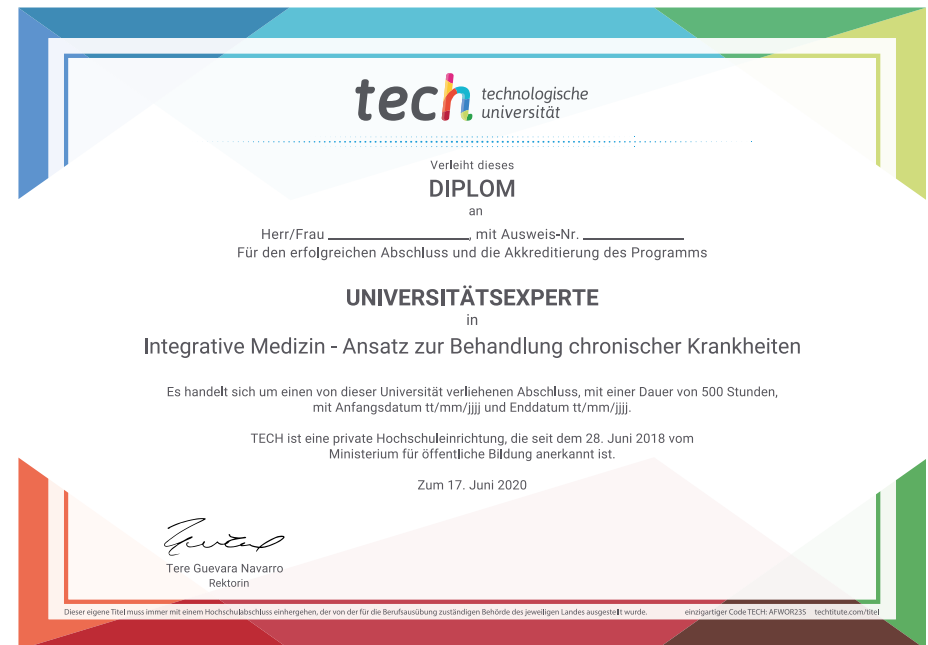 tech technologische
universität
Verleiht dieses
DIPLOM
an
Herr/Frau ____________________, mit Ausweis-Nr. ______________
Für den erfolgreichen Abschluss und die Akkreditierung des Programms
UNIVERSITÄTSEXPERTE
in
Integrative Medizin - Ansatz zur Behandlung chronischer Krankheiten
Es handelt sich um einen von dieser Universität verliehenen Abschluss, mit einer Dauer von 500 Stunden,
mit Anfangsdatum tt/mm/jjjj und Enddatum tt/mm/jjjj.
TECH ist eine private Hochschuleinrichtung, die seit dem 28. Juni 2018 vom
Ministerium für öffentliche Bildung anerkannt ist.
Zum 17. Juni 2020
Tere Guevara Navarro
Rektorin
Dieser eigene Titel muss immer mit einem Hochschulabschluss einhergehen, der von der für die Berufsausübung zuständigen Behörde des jeweiligen Landes ausgestellt wurde. einzigartiger Code TECH: AFWOR23S techtitute.com/titel